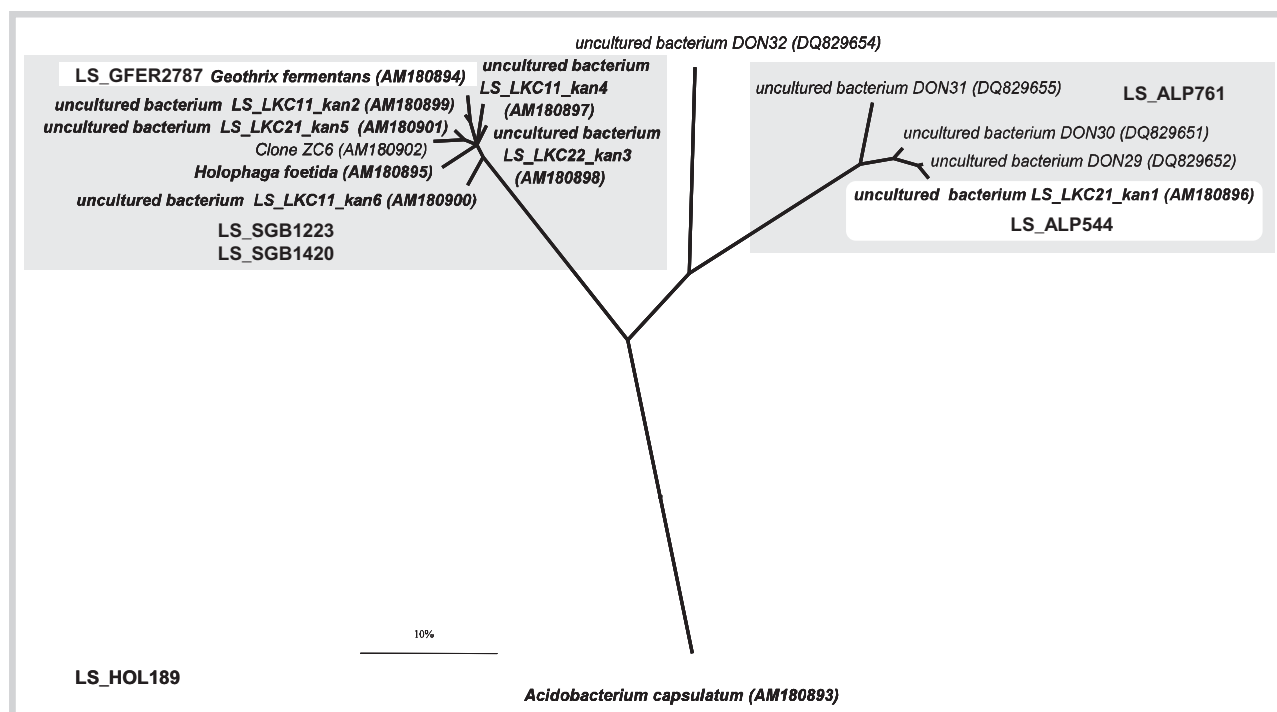 uncultured bacterium DON32 (DQ829654)
LS_GFER2787 Geothrix fermentans (AM180894)
uncultured bacterium LS_LKC11_kan2 (AM180899)
uncultured bacterium LS_LKC21_kan5 (AM180901)
Clone ZC6 (AM180902)
Holophaga foetida (AM180895)
uncultured bacterium LS_LKC11_kan6 (AM180900)
LS_SGB1223
LS_SGB1420
uncultured bacterium
LS_LKC11_kan4
(AM180897)
uncultured bacterium
LS_LKC22_kan3
(AM180898)
uncultured bacterium DON31 (DQ829655)
LS_ALP761
uncultured bacterium DON30 (DQ829651)
uncultured bacterium DON29 (DQ829652)
uncultured bacterium LS_LKC21_kan1 (AM180896)
LS_ALP544
10%
LS_HOL189
Acidobacterium capsulatum (AM180893)